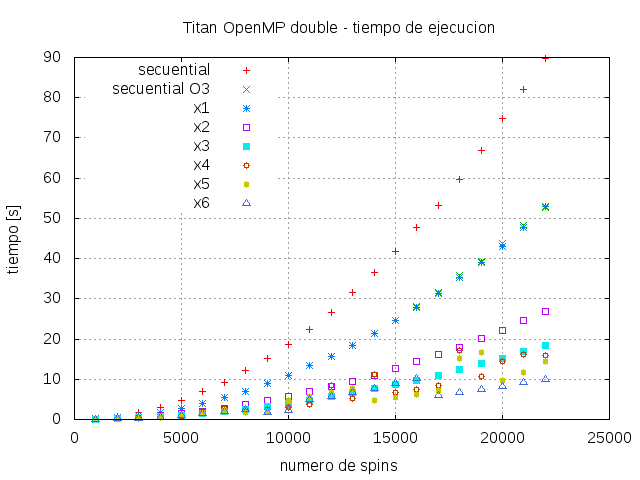 Titan OpenMP double - tiempo de ejecucion
90
80
70
60
50
40
30
20
10
0
tiempo [s]
secuential
secuential O3
x1
x2
x3
x4
x5
x6
0
5000
10000
15000
20000
25000
numero de spins